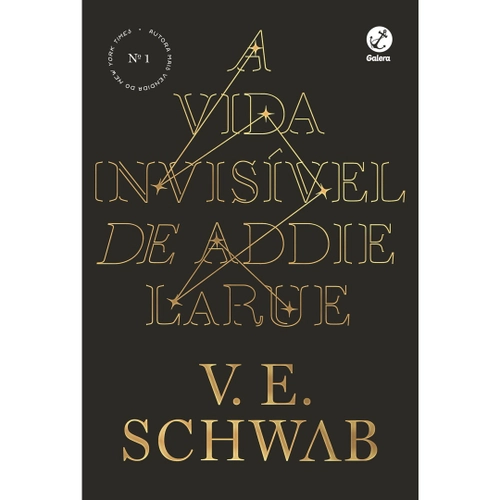 AUTORA MAIS VENDIDA DO NEW YORK TIMES •
Nº 1
Galera
A
VIDA
INVISÍVEL
DE ADDIE
LARUE
V. E.
SCHWAB